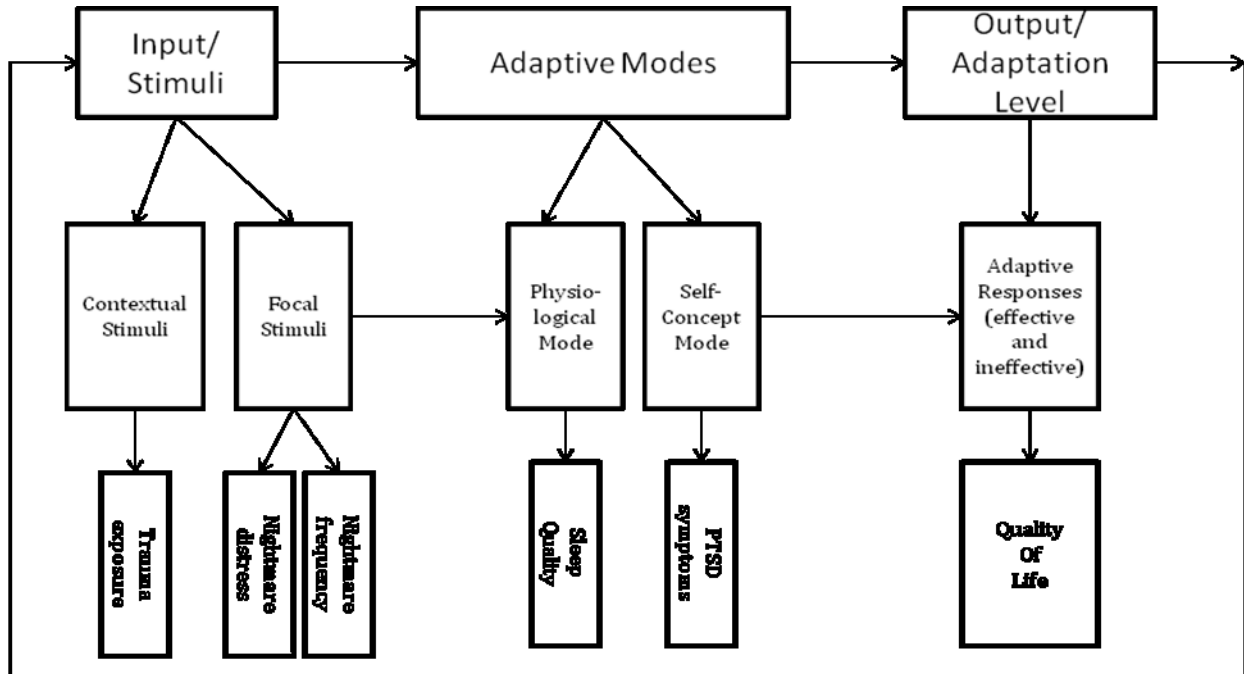 Input/
Stimuli
Adaptive Modes
Output/
Adaptation
Level
Contextual
Stimuli
Focal
Stimuli
Physio-
logical
Mode
Self-
Concept
Mode
Adaptive
Responses
(effective
and
ineffective)
Trauma
exposure
Nightmare
distress
Nightmare
frequency
Sleep
Quality
PTSD
symptoms
Quality
Of
Life